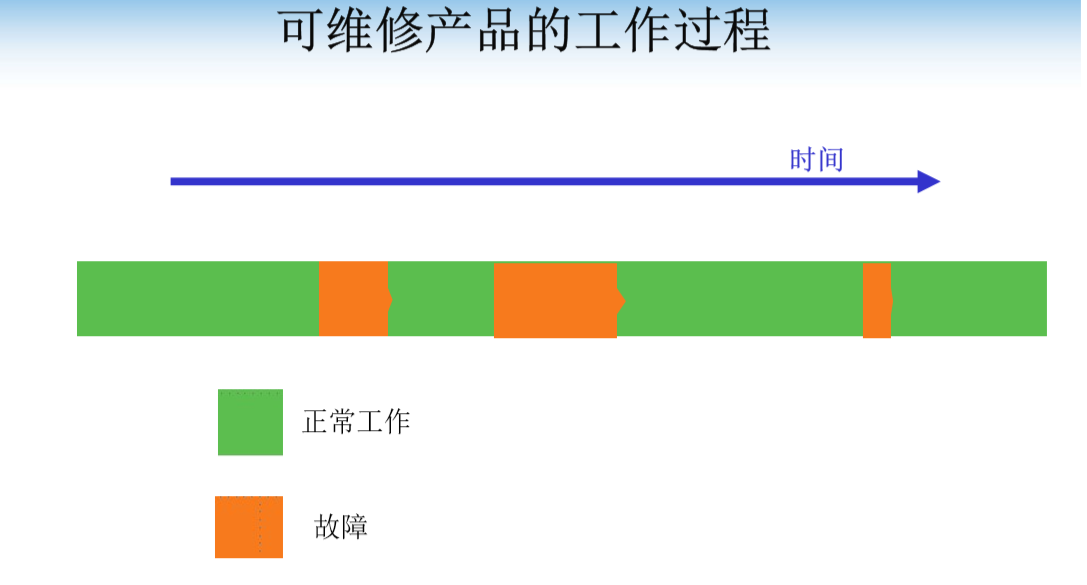 可维修产品的工作过程
时间
正常工作
故障